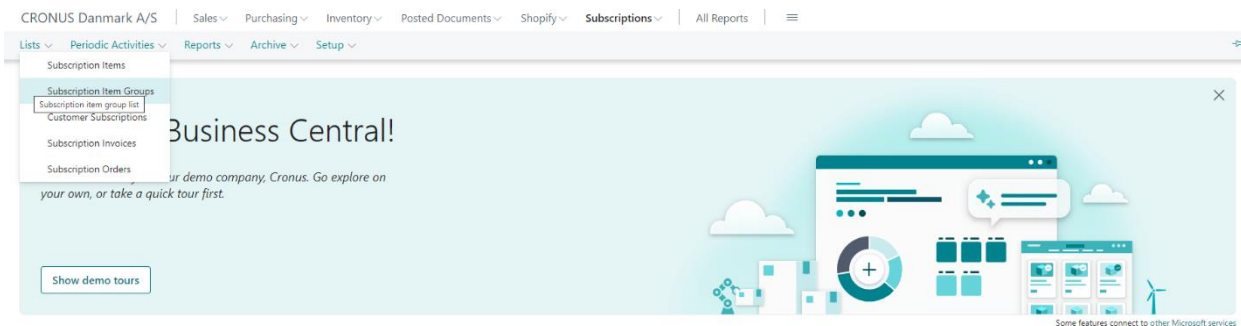 CRONUS Danmark A/S Sales Purchasing Inventory Posted Documents Shopify Subscriptions All Reports
Lists Periodic Activities Reports Archive Setup
Subscription Items
Subscription Item Groups
Subscription item group list
Customer Subscriptions
Business Central!
Subscription Invoices
Subscription Orders
ur demo company, Cronus. Go explore on
your own, or take a quick tour first.
Show demo tours
Some features connect to other Microsoft services